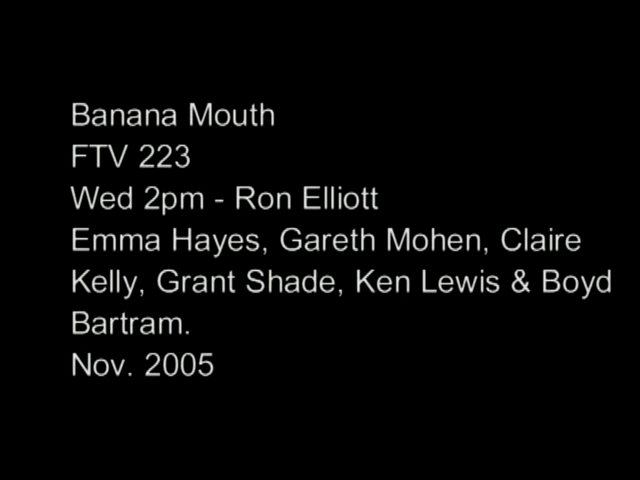 Banana Mouth
FTV 223
Wed 2pm - Ron Elliott
Emma Hayes, Gareth Mohen, Claire
Kelly, Grant Shade, Ken Lewis & Boyd
Bartram.
Nov. 2005